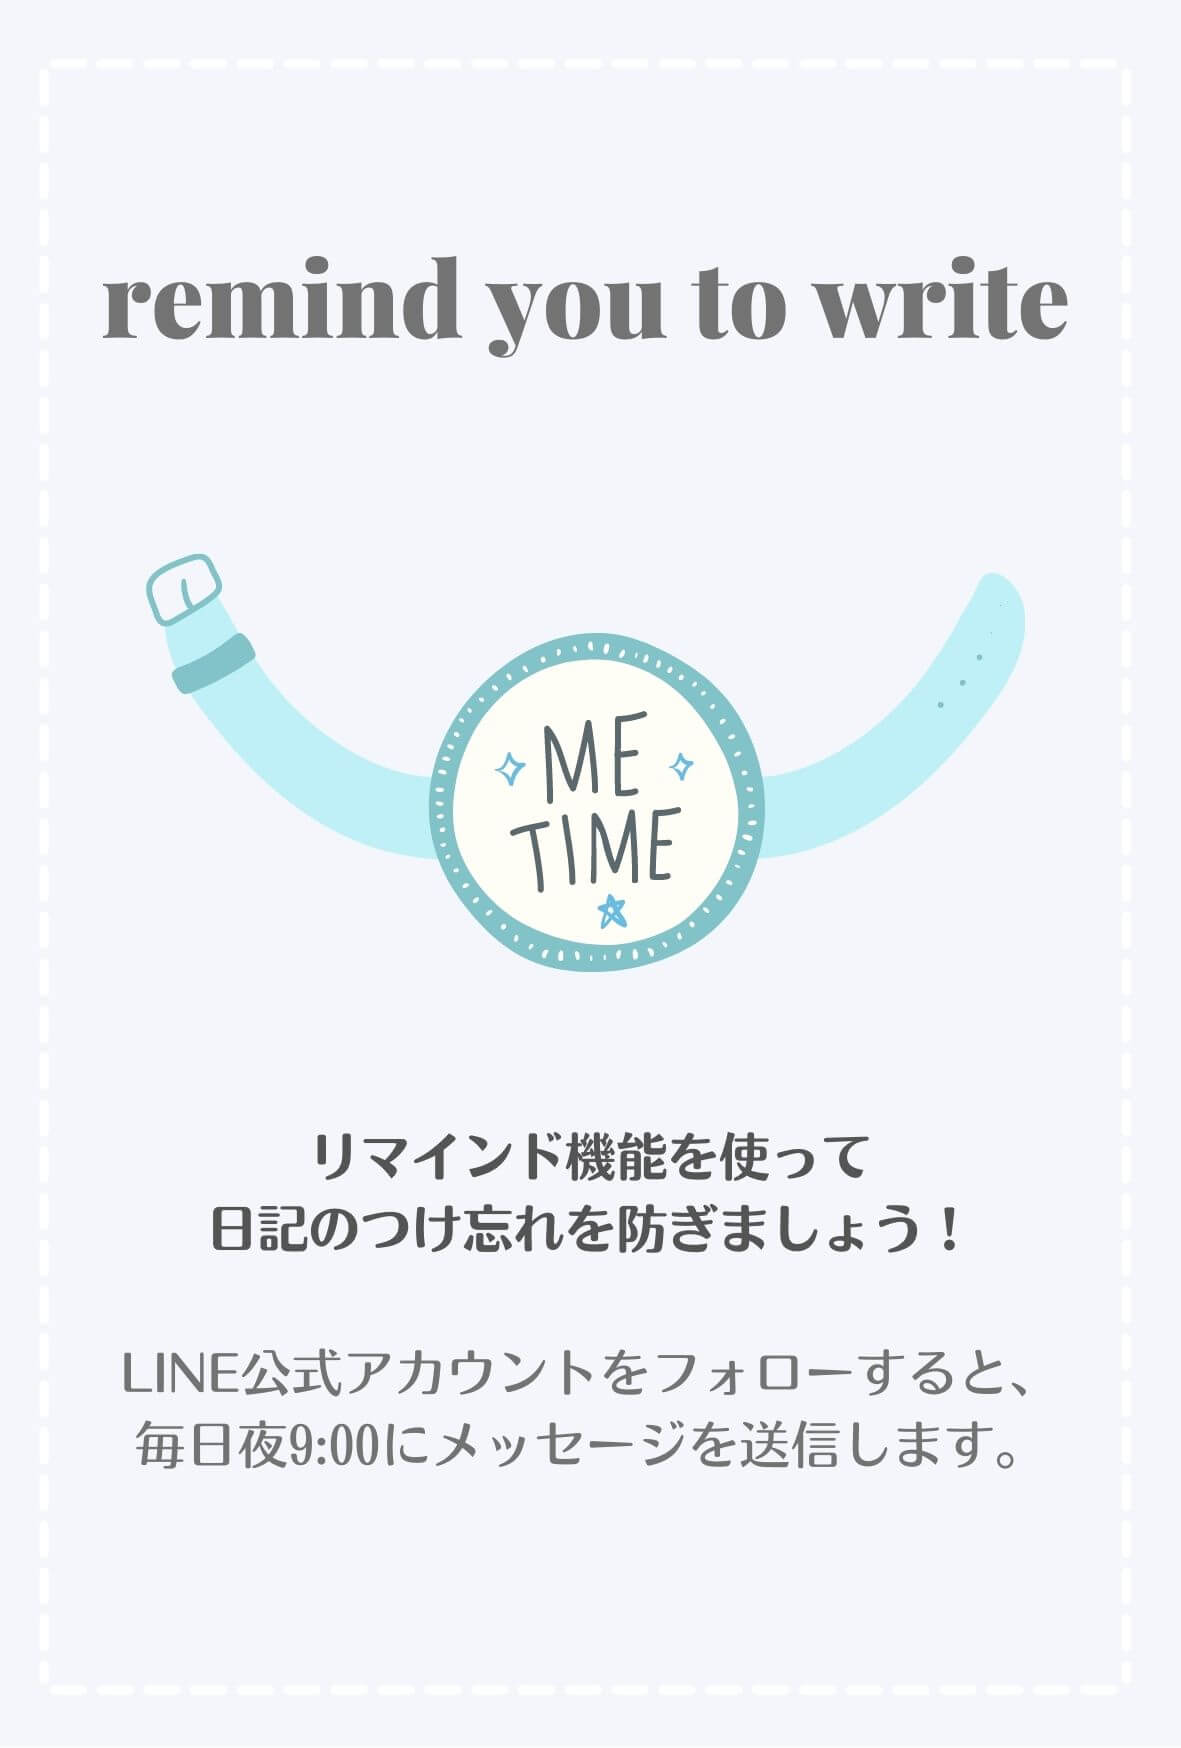 remind you to write
ME
TIME
リマインド機能を使って
日記のつけ忘れを防ぎましょう！
LINE公式アカウントをフォローすると、
毎日夜9:00にメッセージを送信します。